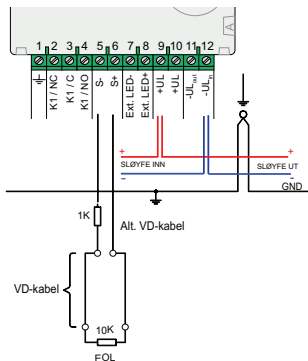 A
1 2 3 4 5 6 7 8 9 10 11 12
K1 / NC
K1 / C
K1 / NO
S-
S+
Ext. LED-
Ext. LED+
+UL
+UL
-ULout
-ULin
+ +
SLØYFE INN SLØYFE UT
- -
GND
1K
Alt. VD-kabel
VD-kabel
10K
EOL